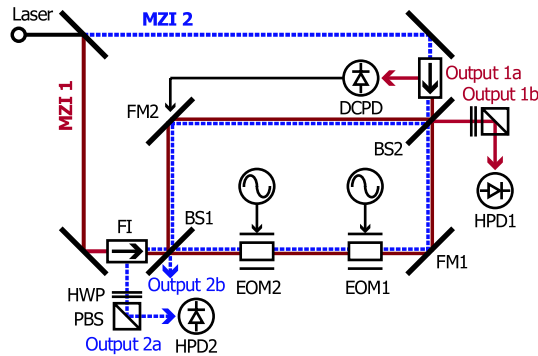 Laser
MZI 2
MZI 1
Output 1a
Output 1b
DCPD
FM2
BS2
HPD1
BS1
FI
FM1
Output 2b
EOM2
EOM1
HWP
PBS
Output 2a
HPD2